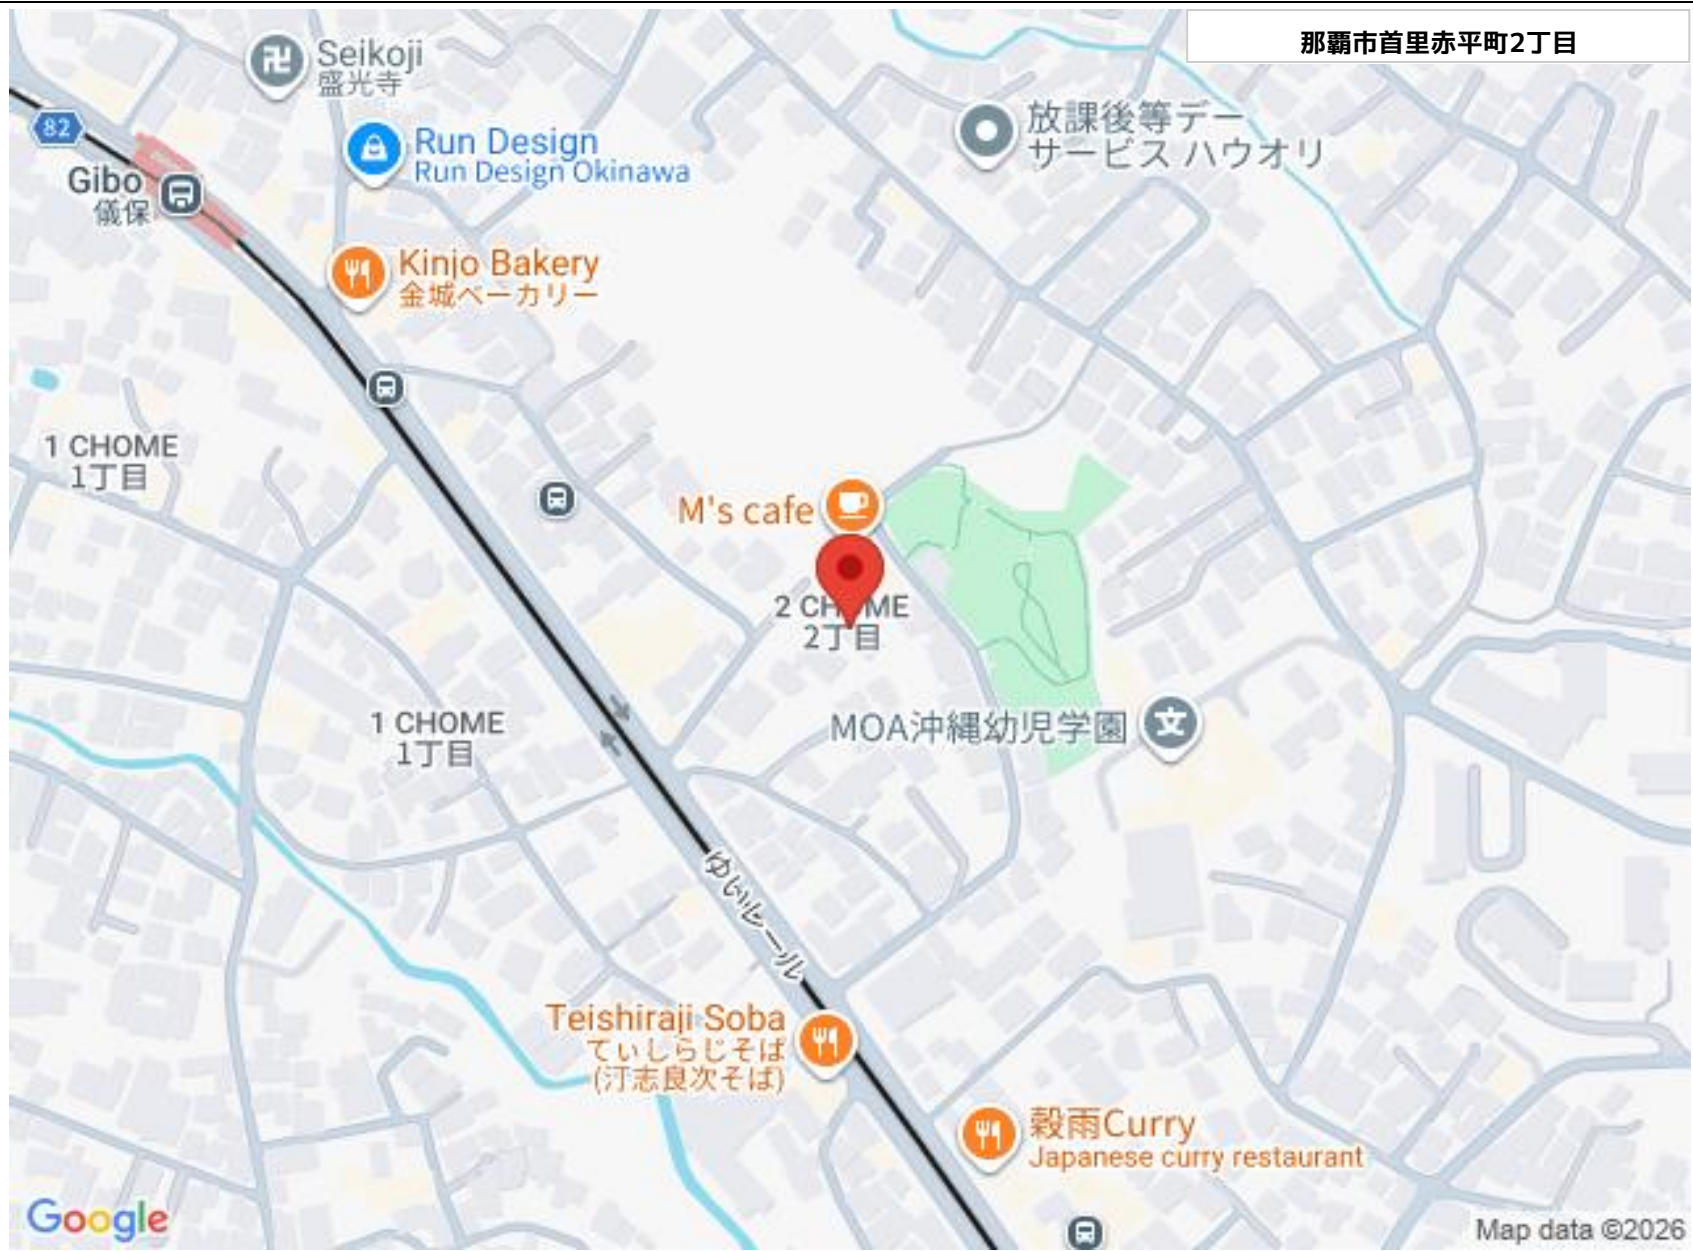 那覇市首里赤平町2丁目
Seikoji
盛光寺
82
Run Design
Run Design Okinawa
放課後等デー
サービス ハウオリ
Gibo
儀保
Kinjo Bakery
金城ベーカリー
1 CHOME
1丁目
M's cafe
2 CH ME
2丁目
1 CHOME
1丁目
MOA沖縄幼児学園
文
ゆいレール
Teishiraji Soba
てぃしらじそば
(汀志良次そば)
穀雨Curry
Japanese curry restaurant
Google
Map data ©2026